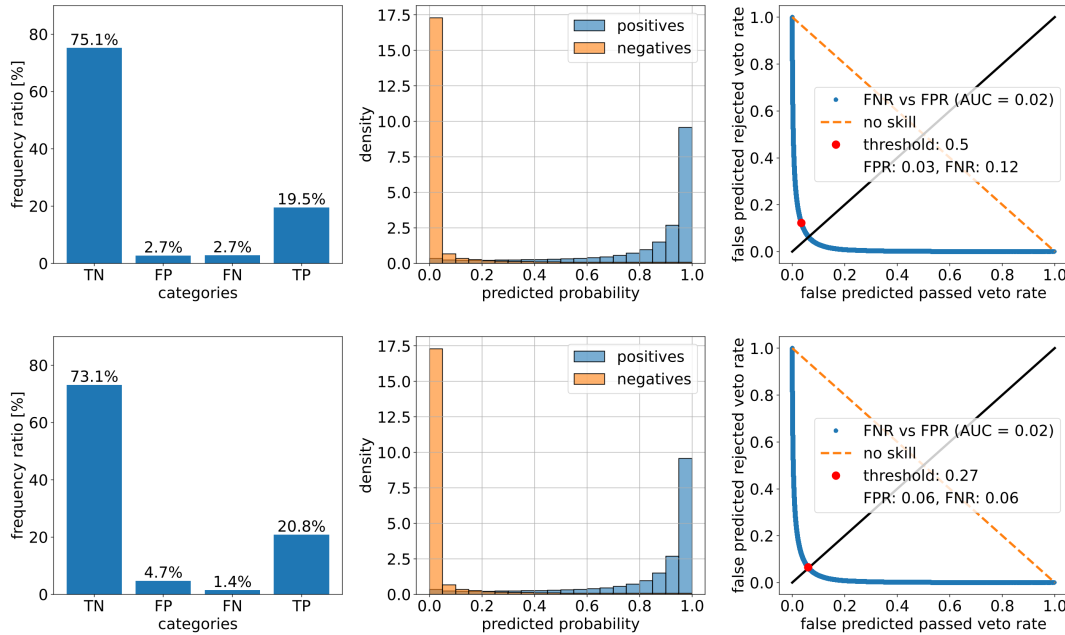 frequency ratio [%]
80
60
40
20
0
75.1%
2.7%
2.7%
19.5%
TN FP FN TP
categories
density
17.5
15.0
12.5
10.0
7.5
5.0
2.5
0.0
positives
negatives
0.0 0.2 0.4 0.6 0.8 1.0
predicted probability
false predicted rejected veto rate
1.0
0.8
0.6
0.4
0.2
0.0
FNR vs FPR (AUC = 0.02)
no skill
threshold: 0.5
FPR: 0.03, FNR: 0.12
0.0 0.2 0.4 0.6 0.8 1.0
false predicted passed veto rate
frequency ratio [%]
80
60
40
20
0
73.1%
4.7%
1.4%
20.8%
TN FP FN TP
categories
density
17.5
15.0
12.5
10.0
7.5
5.0
2.5
0.0
positives
negatives
0.0 0.2 0.4 0.6 0.8 1.0
predicted probability
false predicted rejected veto rate
1.0
0.8
0.6
0.4
0.2
0.0
FNR vs FPR (AUC = 0.02)
no skill
threshold: 0.27
FPR: 0.06, FNR: 0.06
0.0 0.2 0.4 0.6 0.8 1.0
false predicted passed veto rate